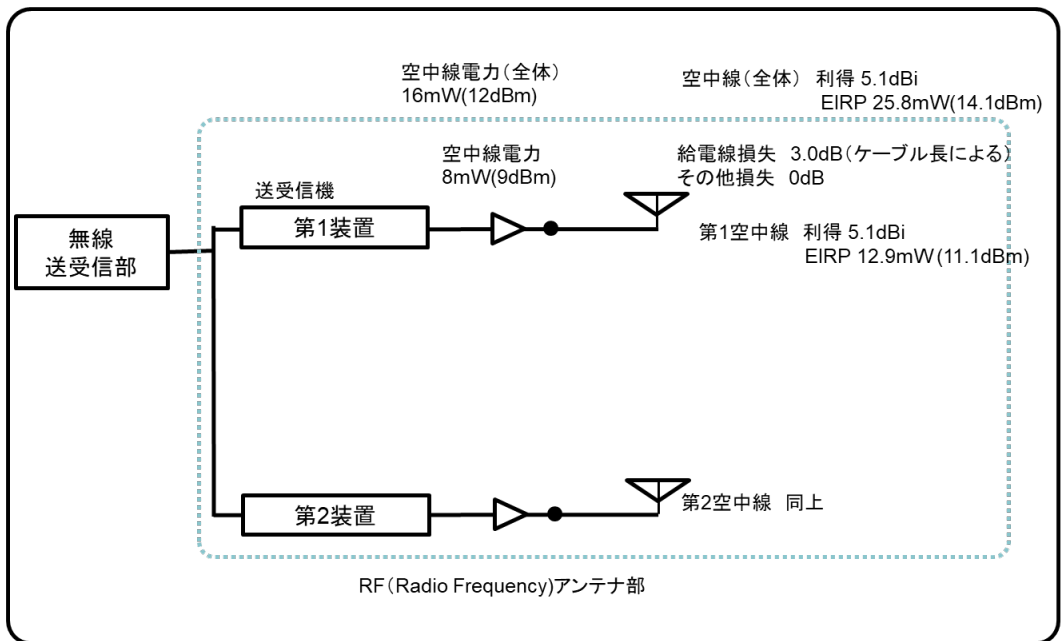 空中線電力(全体)
16mW(12dBm)
空中線(全体) 利得 5.1dBi
EIRP 25.8mW(14.1dBm)
空中線電力
8mW(9dBm)
給電線損失 3.0dB(ケーブル長による)
その他損失 0dB
送受信機
第1装置
無線
送受信部
第1空中線 利得 5.1dBi
EIRP 12.9mW(11.1dBm)
第2装置
第2空中線 同上
RF(Radio Frequency)アンテナ部